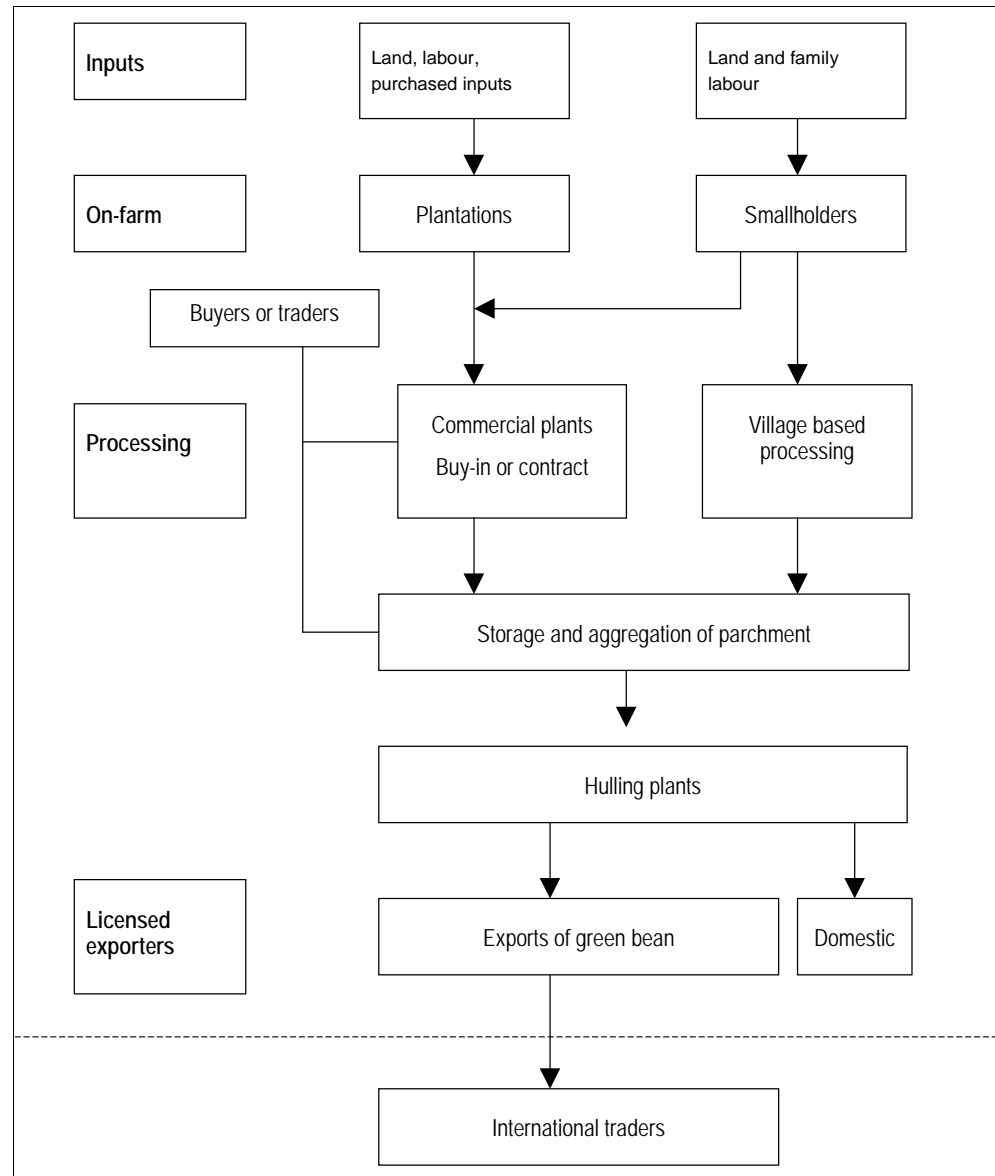 Inputs
Land, labour,
purchased inputs
Land and family
labour
On-farm
Plantations
Smallholders
Buyers or traders
Processing
Commercial plants
Buy-in or contract
Village based
processing
Storage and aggregation of parchment
Hulling plants
Licensed
exporters
Exports of green bean
Domestic
International traders